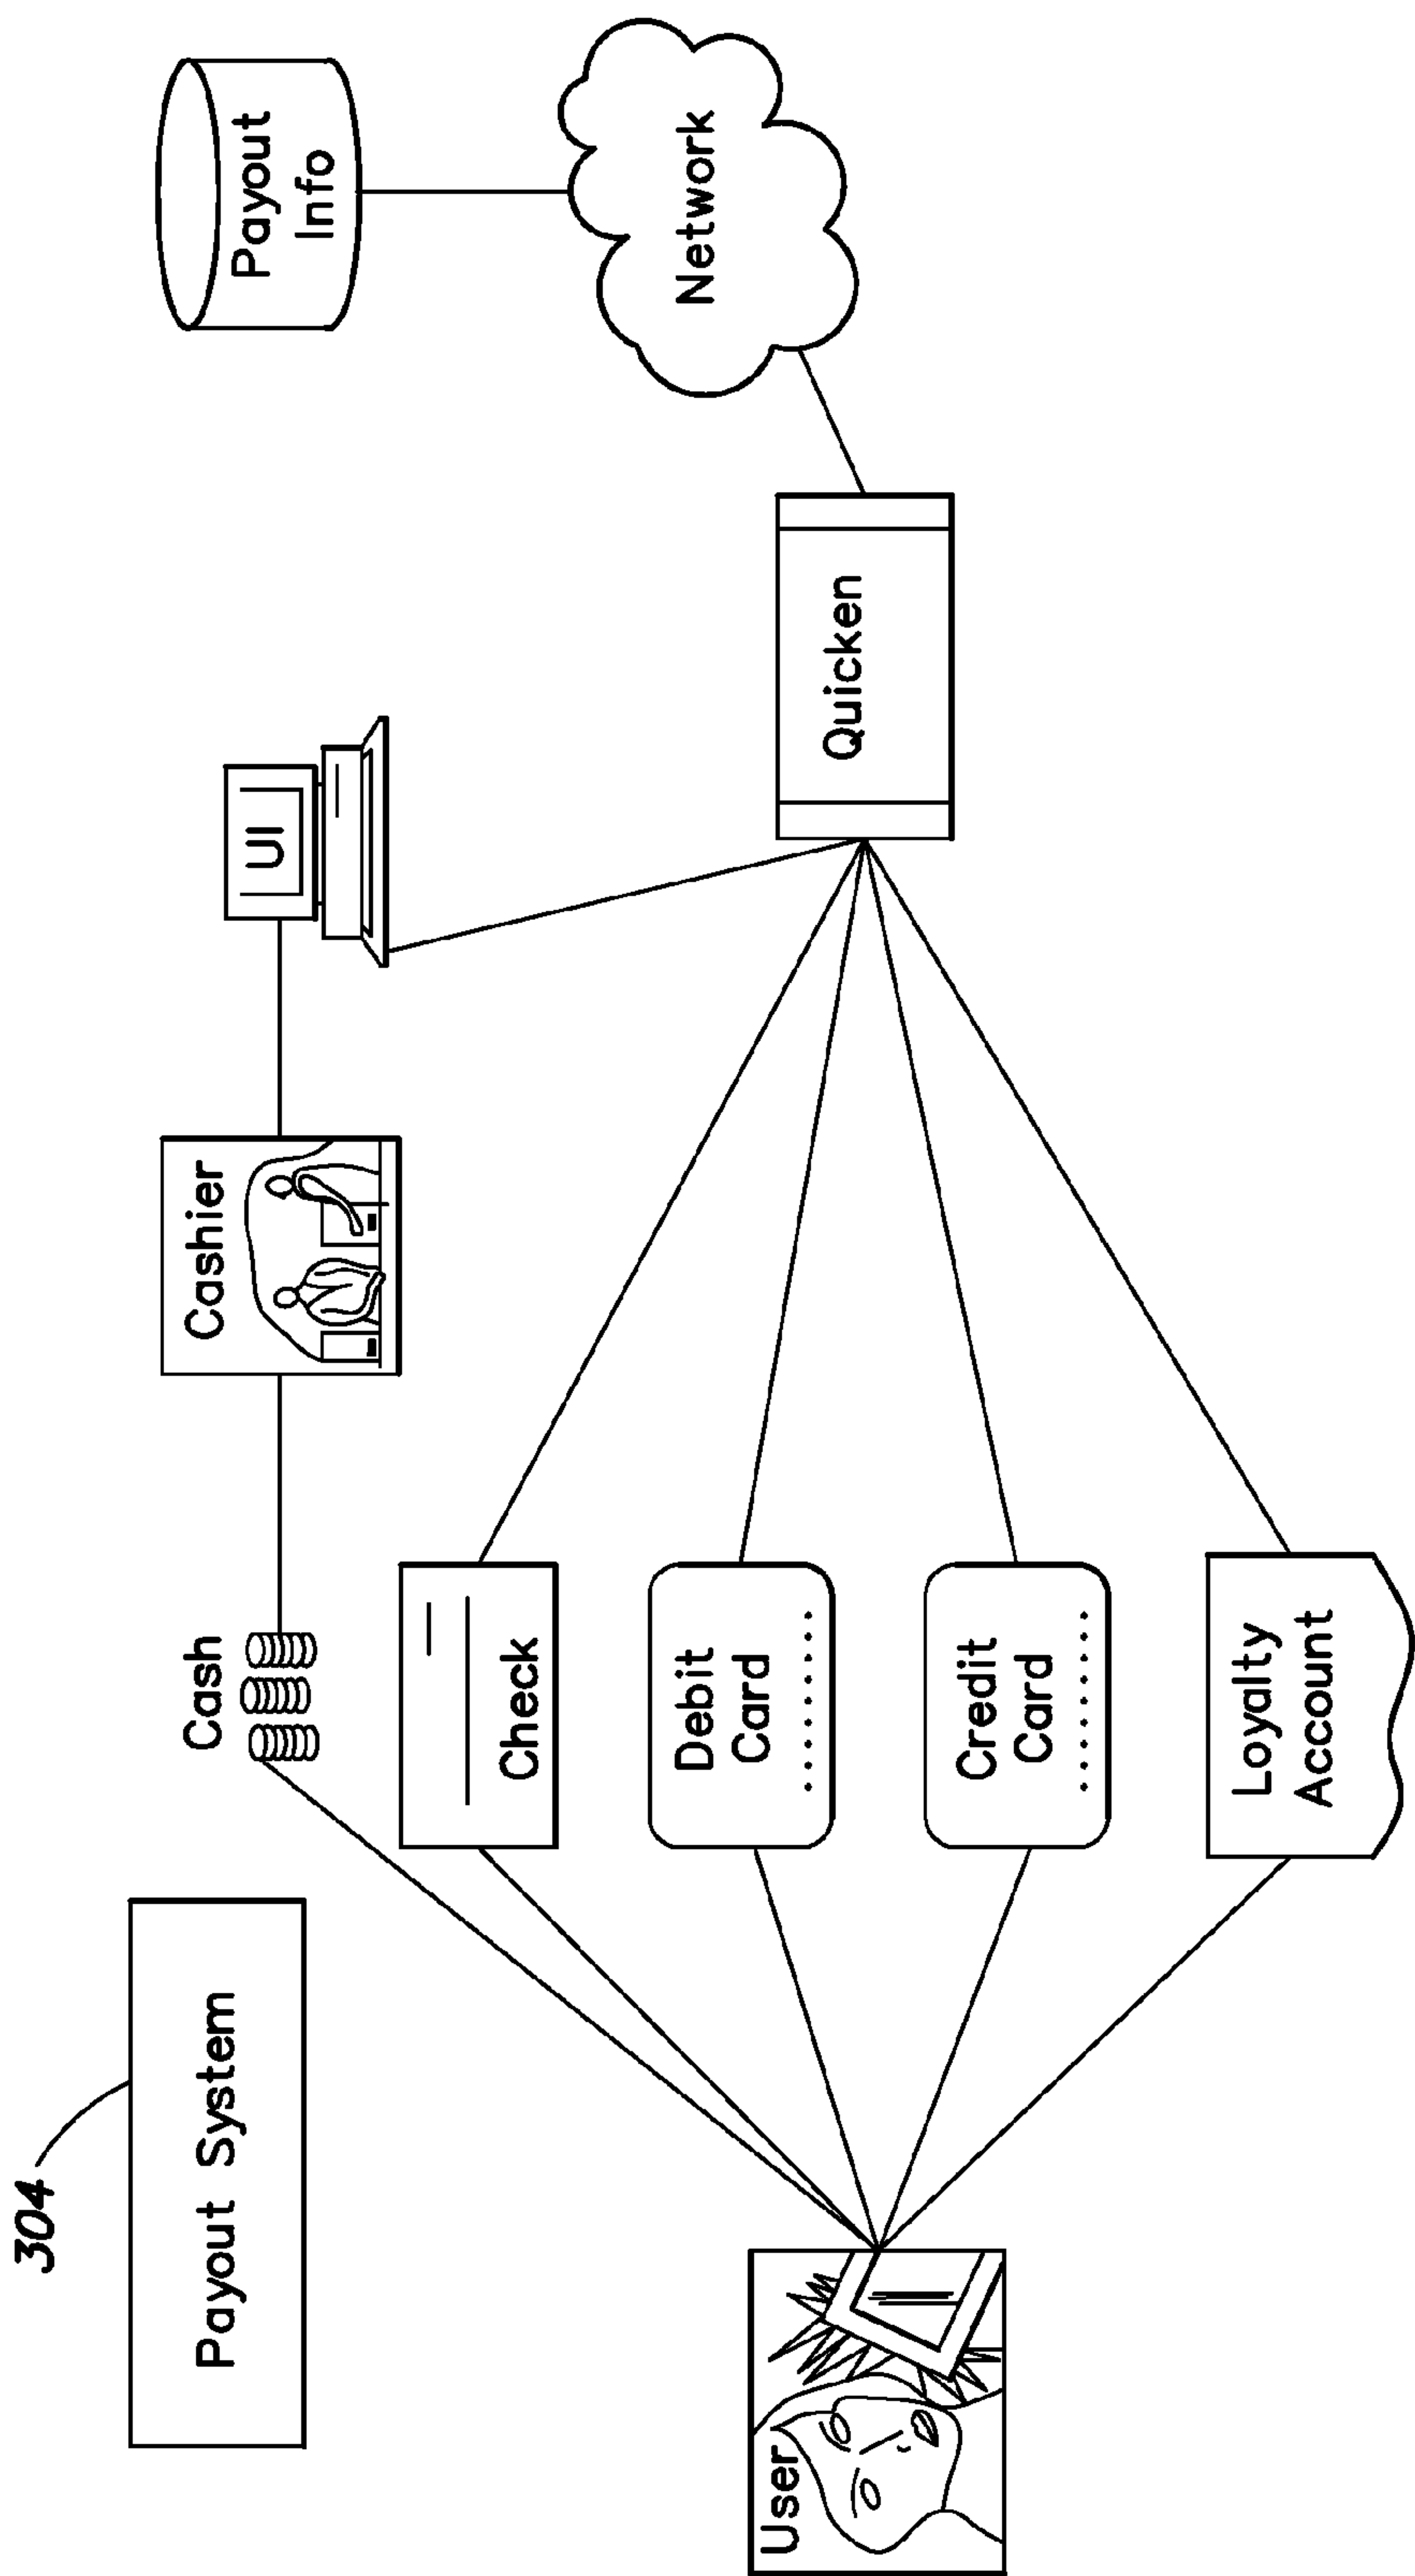 304
Payout System
Cash
Cashier
UI
Payout
Info
User
Check
Debit
Card
Credit
Card
Loyalty
Account
Quicken
Network